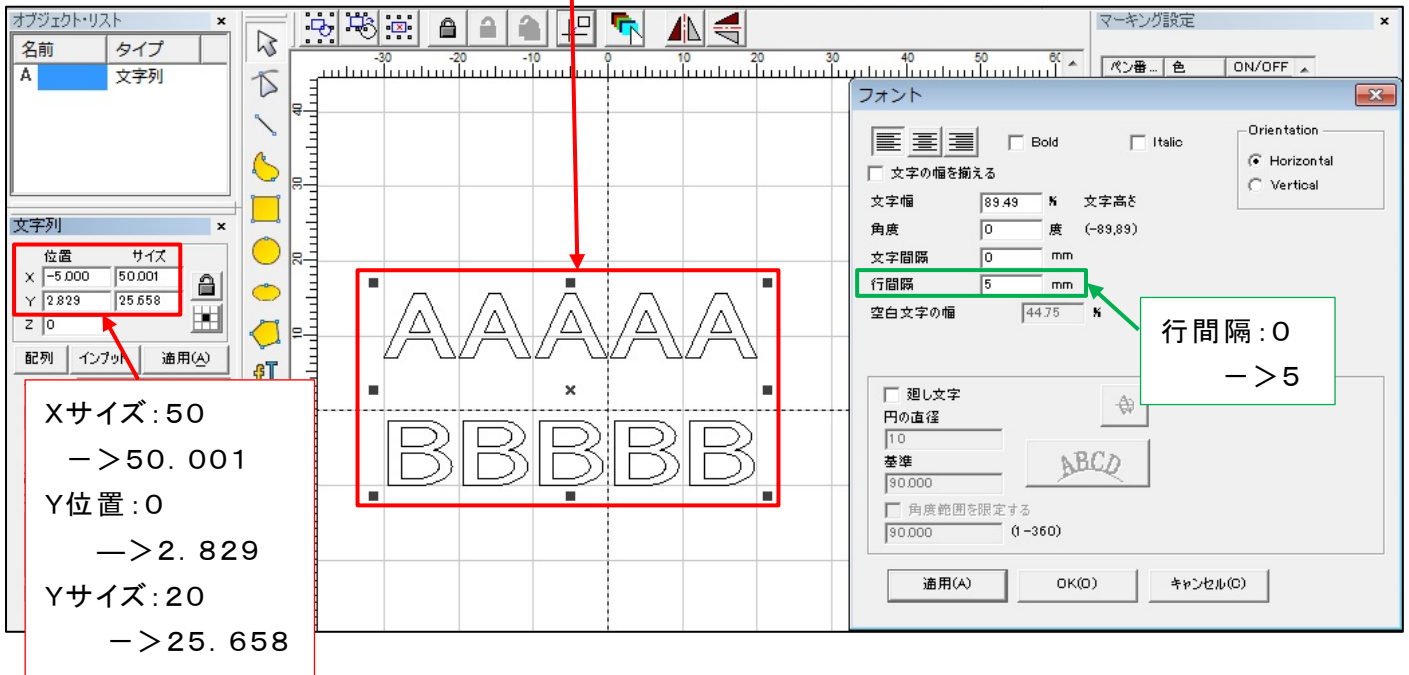 オブジェクト・リスト
名前 タイプ
A 文字列
文字列
位置 サイズ
X -5.000 50.001
Y 2.829 25.658
Z 0
配列 インプット 適用(A)
Xサイズ:50
ー>50.001
Y位置:0
―>2.829
Yサイズ:20
ー>25.658
-30 -20 -10 0 10 20 30 40 50 60
40
30
20
10
AAAAA
BBBBB
マーキング設定
ペン番... 色 ON/OFF
フォント
Bold Italic
Orientation
Horizontal
Vertical
文字の幅を揃える
文字幅 89.49 % 文字高さ
角度 0 度 (-89,89)
文字間隔 0 mm
行間隔 5 mm
空白文字の幅 44.75 %
行間隔:0
ー>5
廻し文字
円の直径
10
基準
90.000
ABCD
角度範囲を限定する
90.000 (1-360)
適用(A) OK(O) キャンセル(C)